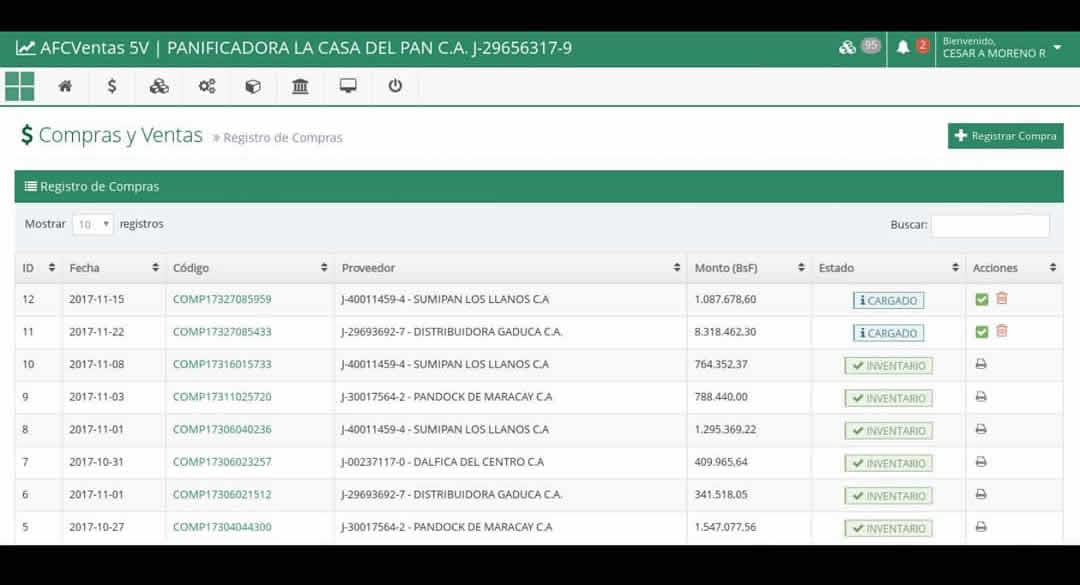 AFCVentas 5V | PANIFICADORA LA CASA DEL PAN C.A. J-29656317-9 95 2 Bienvenido, CESAR A MORENO R
$ Compras y Ventas » Registro de Compras Registrar Compra
Registro de Compras
Mostrar 10 registros Buscar:
ID Fecha Código Proveedor Monto (BsF) Estado Acciones
12 2017-11-15 COMP17327085959 J-40011459-4 - SUMIPAN LOS LLANOS C.A 1.087.678,60 CARGADO
11 2017-11-22 COMP17327085433 J-29693692-7 - DISTRIBUIDORA GADUCA C.A. 8.318.462,30 CARGADO
10 2017-11-08 COMP17316015733 J-40011459-4 - SUMIPAN LOS LLANOS C.A 764.352,37 INVENTARIO
9 2017-11-03 COMP17311025720 J-30017564-2 - PANDOCK DE MARACAY C.A 788.440,00 INVENTARIO
8 2017-11-01 COMP17306040236 J-40011459-4 - SUMIPAN LOS LLANOS C.A 1.295.369,22 INVENTARIO
7 2017-10-31 COMP17306023257 J-00237117-0 - DALFICA DEL CENTRO C.A 409.965,64 INVENTARIO
6 2017-11-01 COMP17306021512 J-29693692-7 - DISTRIBUIDORA GADUCA C.A. 341.518,05 INVENTARIO
5 2017-10-27 COMP17304044300 J-30017564-2 - PANDOCK DE MARACAY C.A 1.547.077,56 INVENTARIO